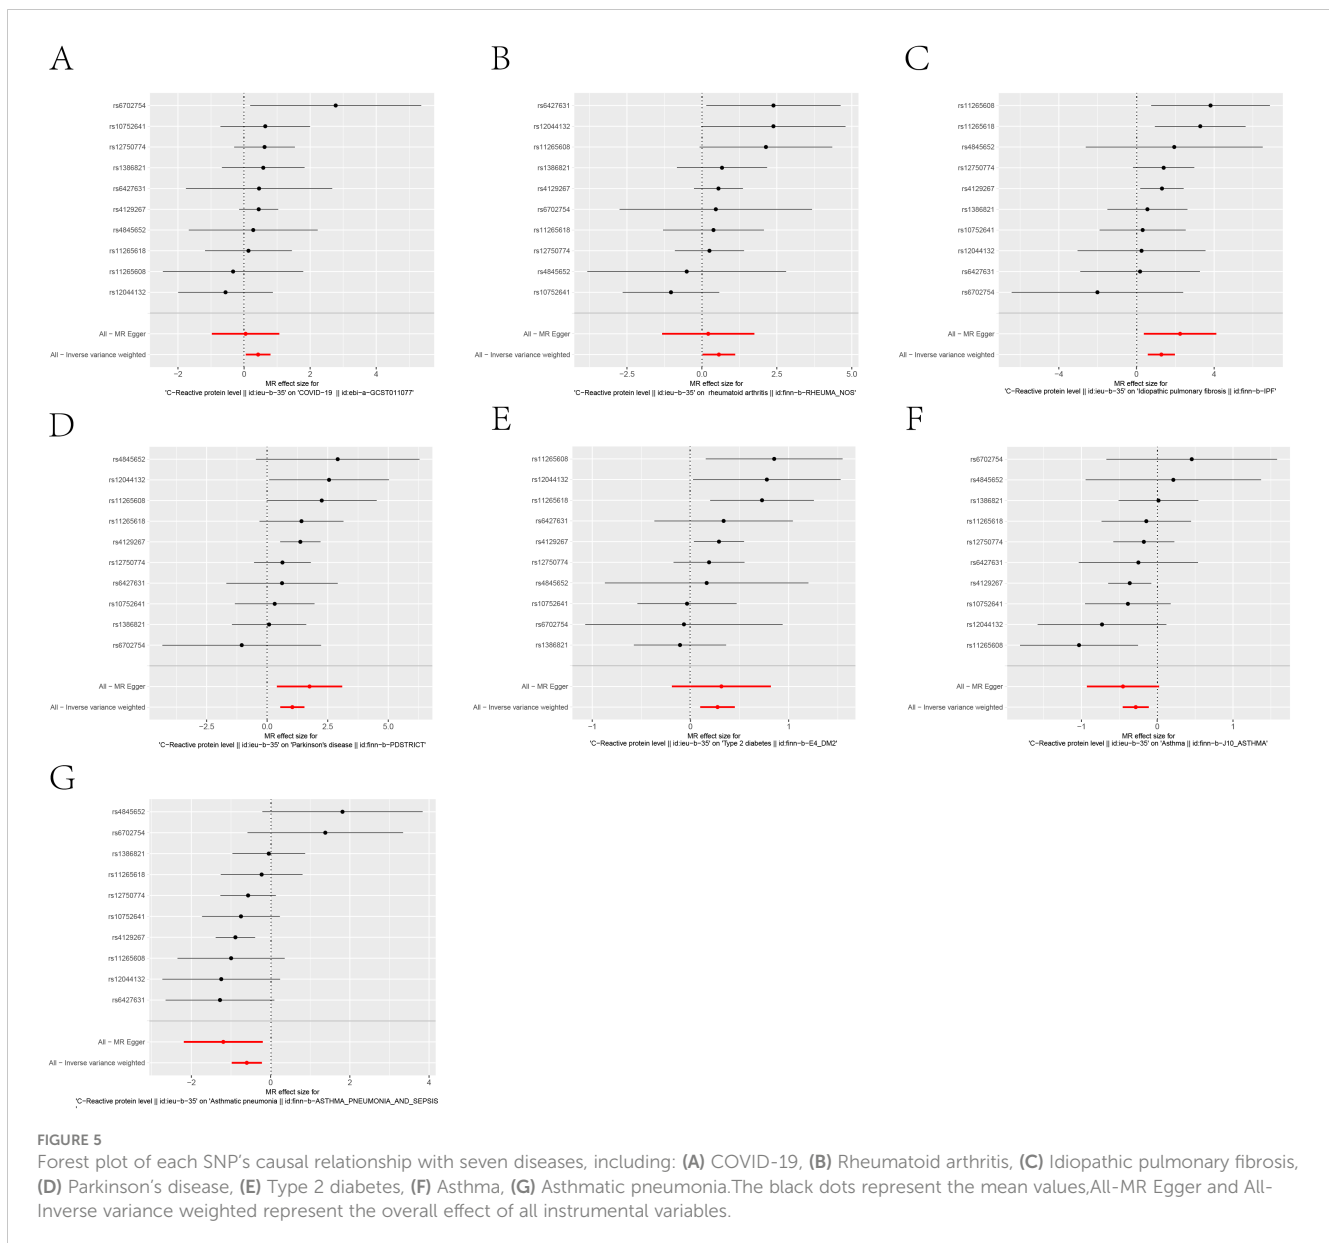 A
rs6702754
rs10752641
rs12750774
rs1386821
rs6427631
rs4129267
rs4845652
rs11265618
rs11265608
rs12044132
All − MR Egger
All − Inverse variance weighted
−2 0 2 4
MR effect size for
'C−Reactive protein level || id:ieu−b−35' on 'COVID−19 || id:ebi−a−GCST011077'
B
rs6427631
rs12044132
rs11265608
rs1386821
rs4129267
rs6702754
rs11265618
rs12750774
rs4845652
rs10752641
All − MR Egger
All − Inverse variance weighted
−2.5 0.0 2.5 5.0
MR effect size for
'C−Reactive protein level || id:ieu−b−35' on rheumatoid arthritis || id:finn−b−RHEUMA_NOS'
C
rs11265608
rs11265618
rs4845652
rs12750774
rs4129267
rs1386821
rs10752641
rs12044132
rs6427631
rs6702754
All − MR Egger
All − Inverse variance weighted
−4 0 4
MR effect size for
'C−Reactive protein level || id:ieu−b−35' on 'Idiopathic pulmonary fibrosis || id:finn−b−IPF'
D
rs4845652
rs12044132
rs11265608
rs11265618
rs4129267
rs12750774
rs6427631
rs10752641
rs1386821
rs6702754
All − MR Egger
All − Inverse variance weighted
−2.5 0.0 2.5 5.0
MR effect size for
'C−Reactive protein level || id:ieu−b−35' on 'Parkinson's disease || id:finn−b−PDSTRICT'
E
rs11265608
rs12044132
rs11265618
rs6427631
rs4129267
rs12750774
rs4845652
rs10752641
rs6702754
rs1386821
All − MR Egger
All − Inverse variance weighted
−1 0 1
MR effect size for
'C−Reactive protein level || id:ieu−b−35' on 'Type 2 diabetes || id:finn−b−E4_DM2'
F
rs6702754
rs4845652
rs1386821
rs11265618
rs12750774
rs6427631
rs4129267
rs10752641
rs12044132
rs11265608
All − MR Egger
All − Inverse variance weighted
−1 0 1
MR effect size for
'C−Reactive protein level || id:ieu−b−35' on 'Asthma || id:finn−b−J10_ASTHMA'
G
rs4845652
rs6702754
rs1386821
rs11265618
rs12750774
rs10752641
rs4129267
rs11265608
rs12044132
rs6427631
All − MR Egger
All − Inverse variance weighted
−2 0 2 4
MR effect size for
'C−Reactive protein level || id:ieu−b−35' on 'Asthmatic pneumonia || id:finn−b−ASTHMA_PNEUMONIA_AND_SEPSIS
'
FIGURE 5
Forest plot of each SNP's causal relationship with seven diseases, including: (A) COVID-19, (B) Rheumatoid arthritis, (C) Idiopathic pulmonary fibrosis,
(D) Parkinson's disease, (E) Type 2 diabetes, (F) Asthma, (G) Asthmatic pneumonia.The black dots represent the mean values,All-MR Egger and All-
Inverse variance weighted represent the overall effect of all instrumental variables.